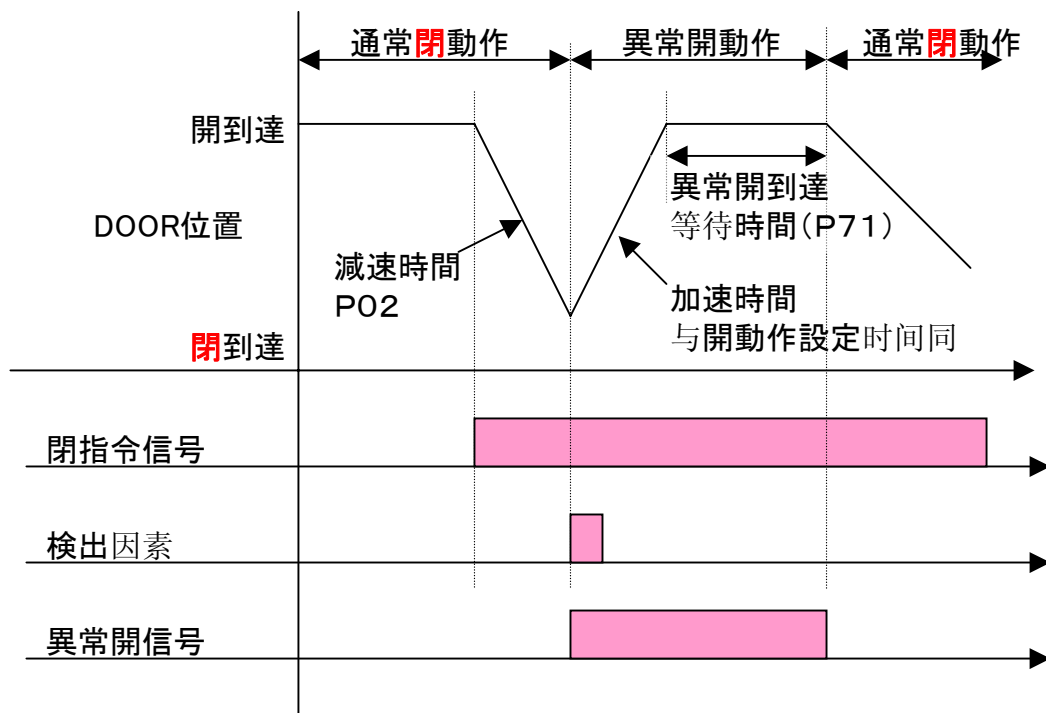 通常閉動作
異常開動作
通常閉動作
開到達
DOOR位置
減速時間
P02
異常開到達
等待時間(P71)
加速時間
与開動作設定时间同
閉到達
閉指令信号
検出因素
異常開信号